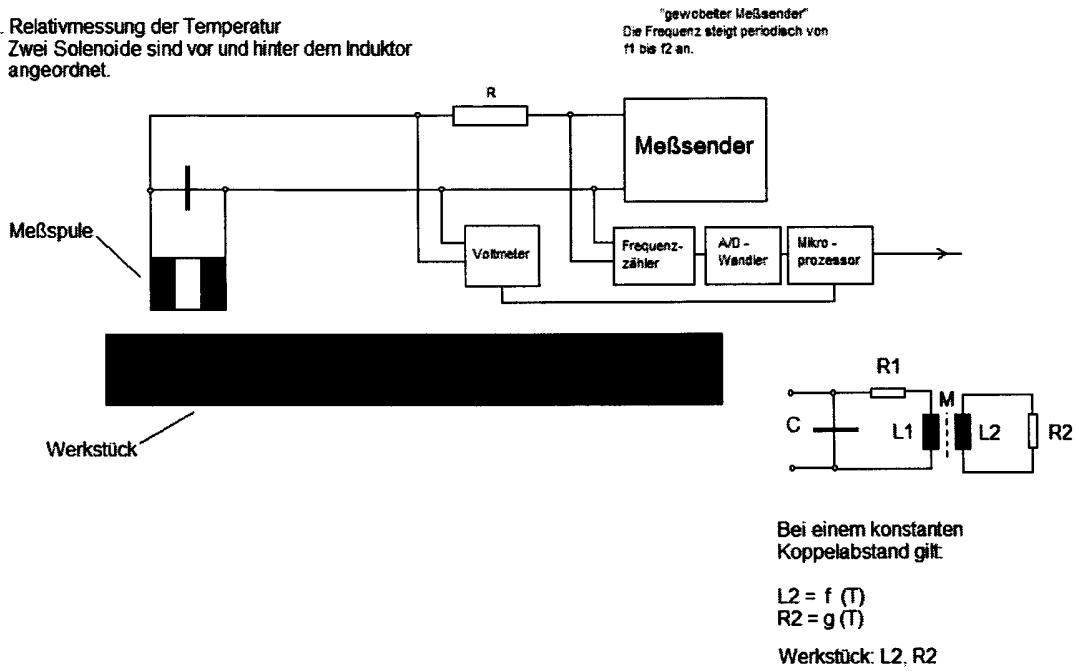 . Relativmessung der Temperatur
Zwei Solenoide sind vor und hinter dem Induktor
angeordnet.
"gewobelter Meßsender"
Die Frequenz steigt periodisch von
f1 bis f2 an.
R
Meßsender
Meßspule
Voltmeter
Frequenz-
zähler
A/D -
Wandler
Mikro -
prozessor
Werkstück
R1
M
C
L1
L2
R2
Bei einem konstanten
Koppelabstand gilt:
L2 = f (T)
R2 = g (T)
Werkstück: L2, R2